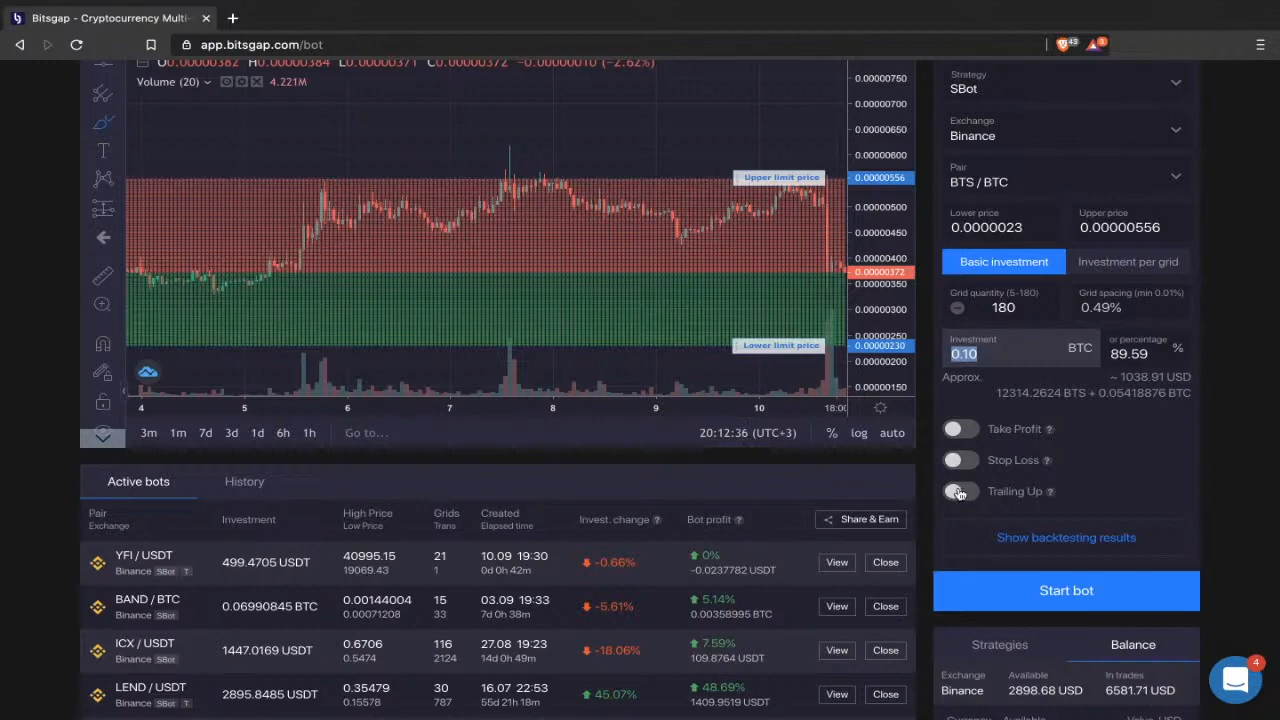 Bitsgap - Cryptocurrency Multi-
app.bitsgap.com/bot
49
3
O0.00000382 H0.00000384 L0.00000371 C0.00000372 -0.00000010 (-2.62%)
Volume (20) 4.221M
0.00000750
0.00000700
0.00000650
0.00000600
Upper limit price
0.00000556
0.00000500
0.00000450
0.00000400
0.00000372
0.00000350
0.00000300
0.00000250
Lower limit price
0.00000230
0.00000200
0.00000150
4 5 6 7 8 9 10 18:00
3m 1m 7d 3d 1d 6h 1h Go to... 20:12:36 (UTC+3) % log auto
Strategy
SBot
Exchange
Binance
Pair
BTS / BTC
Lower price Upper price
0.0000023 0.00000556
Basic investment Investment per grid
Grid quantity (5-180) Grid spacing (min 0.01%)
180 0.49%
Investment or percentage
0.10 BTC 89.59 %
Approx. ~ 1038.91 USD
12314.2624 BTS + 0.05418876 BTC
Take Profit ?
Stop Loss ?
Trailing Up ?
Show backtesting results
Start bot
Strategies Balance
Exchange Available In trades
Binance 2898.68 USD 6581.71 USD
4
Active bots History
Pair Investment High Price Grids Created Invest. change ? Bot profit ? Share & Earn
Exchange Low Price Trans Elapsed time
YFI / USDT 499.4705 USDT 40995.15 21 10.09 19:30 -0.66% 0% View Close
Binance SBot T 19069.43 1 0d 0h 42m -0.0237782 USDT
BAND / BTC 0.06990845 BTC 0.00144004 15 03.09 19:33 -5.61% 5.14% View Close
Binance SBot 0.00071208 33 7d 0h 38m 0.00358995 BTC
ICX / USDT 1447.0169 USDT 0.6706 116 27.08 19:23 -18.06% 7.59% View Close
Binance SBot 0.5474 2124 14d 0h 49m 109.8764 USDT
LEND / USDT 2895.8485 USDT 0.35479 30 16.07 22:53 45.07% 48.69% View Close
Binance SBot T 0.15578 787 55d 21h 18m 1409.9519 USDT